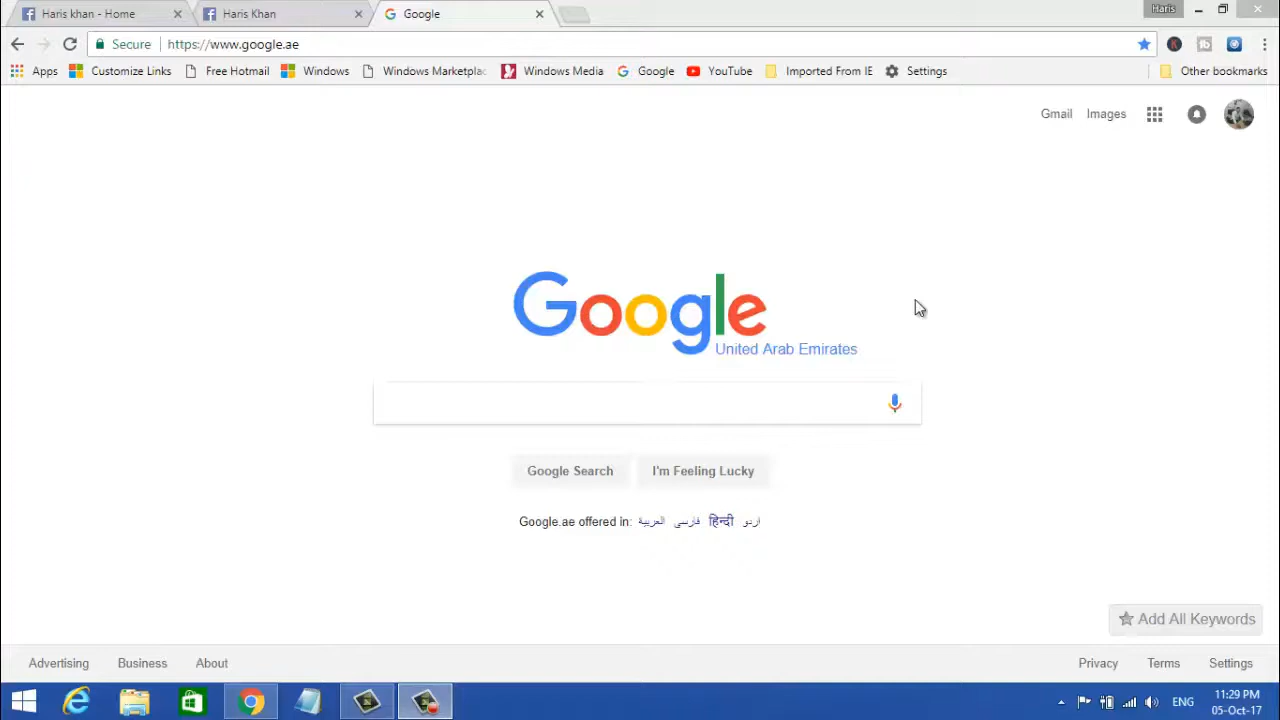 Haris khan - Home
Haris Khan
Google
Haris
Secure
https://www.google.ae
Apps
Customize Links
Free Hotmail
Windows
Windows Marketplac
Windows Media
Google
YouTube
Imported From IE
Settings
Other bookmarks
Gmail
Images
Google
United Arab Emirates
Google Search
I'm Feeling Lucky
Google.ae offered in: العربية فارسی हिन्दी اردو
Add All Keywords
Advertising
Business
About
Privacy
Terms
Settings
ENG
11:29 PM
05-Oct-17